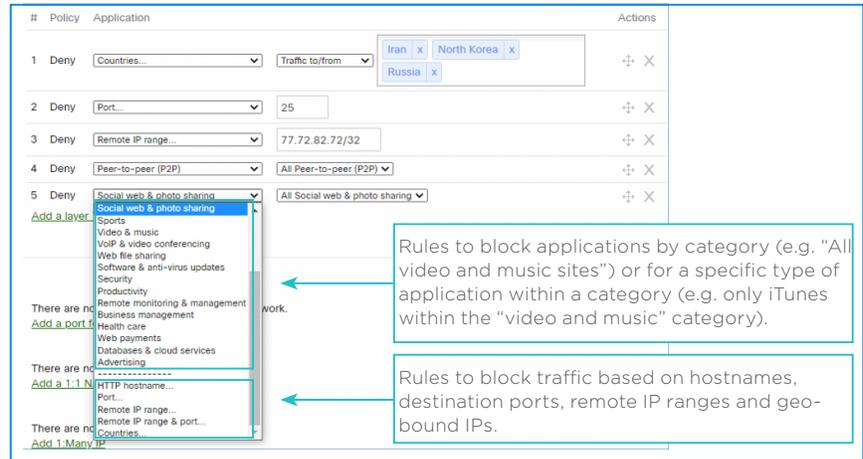 # Policy Application Actions
1 Deny Countries... Traffic to/from Iran x North Korea x
Russia x
2 Deny Port... 25
3 Deny Remote IP range... 77.72.82.72/32
4 Deny Peer-to-peer (P2P) All Peer-to-peer (P2P)
5 Deny Social web & photo sharing All Social web & photo sharing
Add a layer
Social web & photo sharing
Sports
Video & music
VoIP & video conferencing
Web file sharing
Software & anti-virus updates
Security
Productivity
Remote monitoring & management
Business management
Health care
Web payments
Databases & cloud services
Advertising
---------------
HTTP hostname...
Port...
Remote IP range...
Remote IP range & port...
Countries...
There are no work.
Add a port f
There are no
Add a 1:1 N
There are no
Add 1:Many IP
Rules to block applications by category (e.g. “All
video and music sites”) or for a specific type of
application within a category (e.g. only iTunes
within the “video and music” category).
Rules to block traffic based on hostnames,
destination ports, remote IP ranges and geo-
bound IPs.